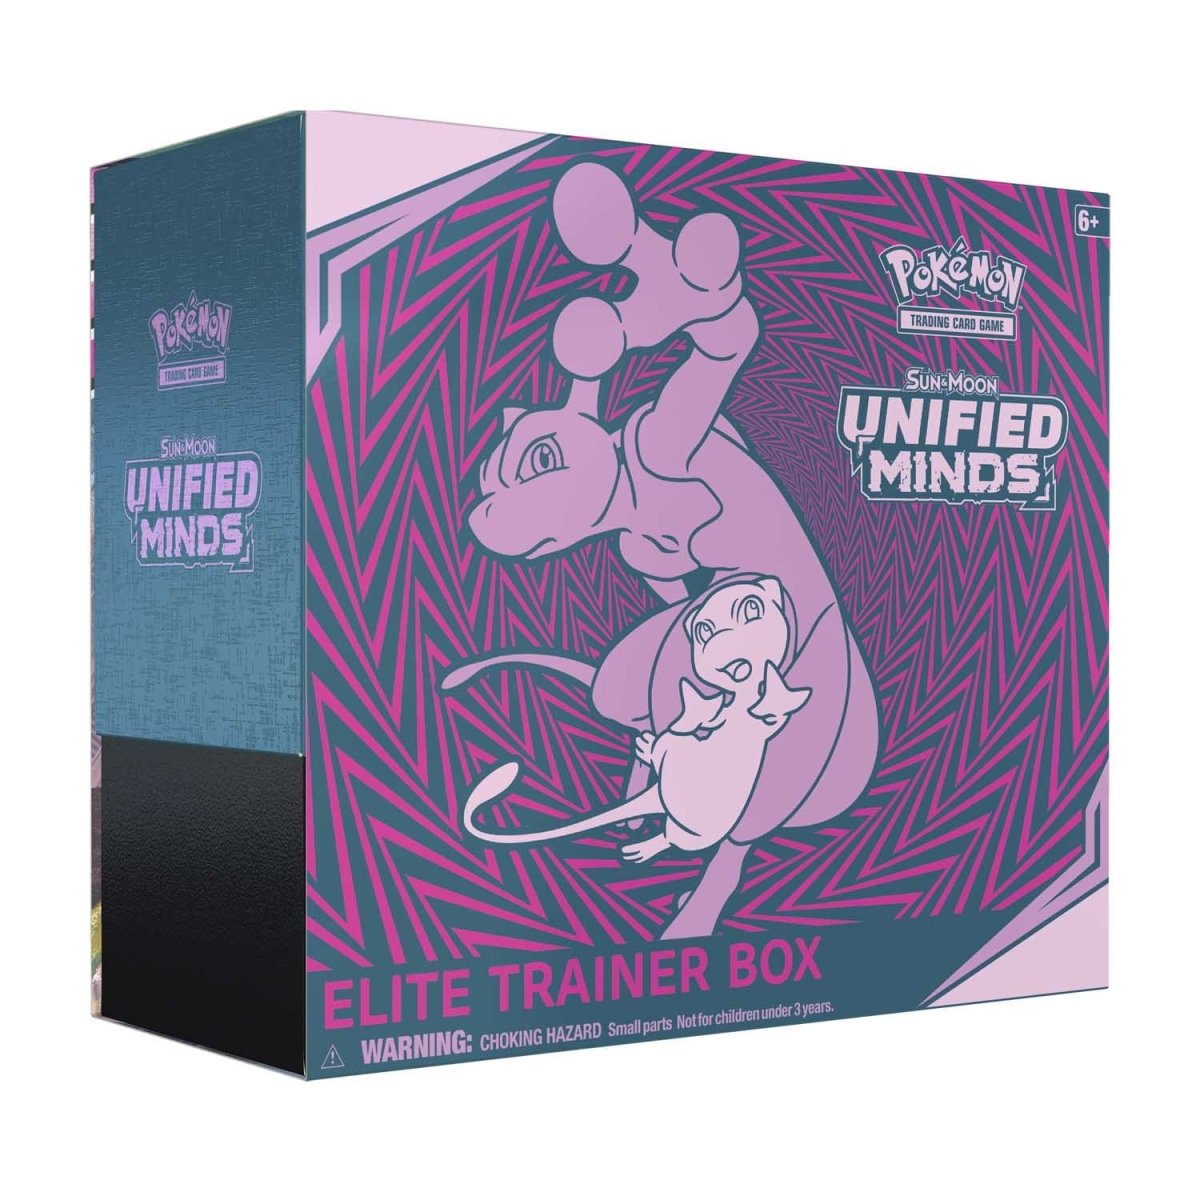 POKéMON
TRADING CARD GAME
SUN & MOON
UNIFIED
MINDS
6+
POKéMON
TRADING CARD GAME
SUN & MOON
UNIFIED
MINDS
ELITE TRAINER BOX
WARNING: CHOKING HAZARD Small parts Not for children under 3 years.